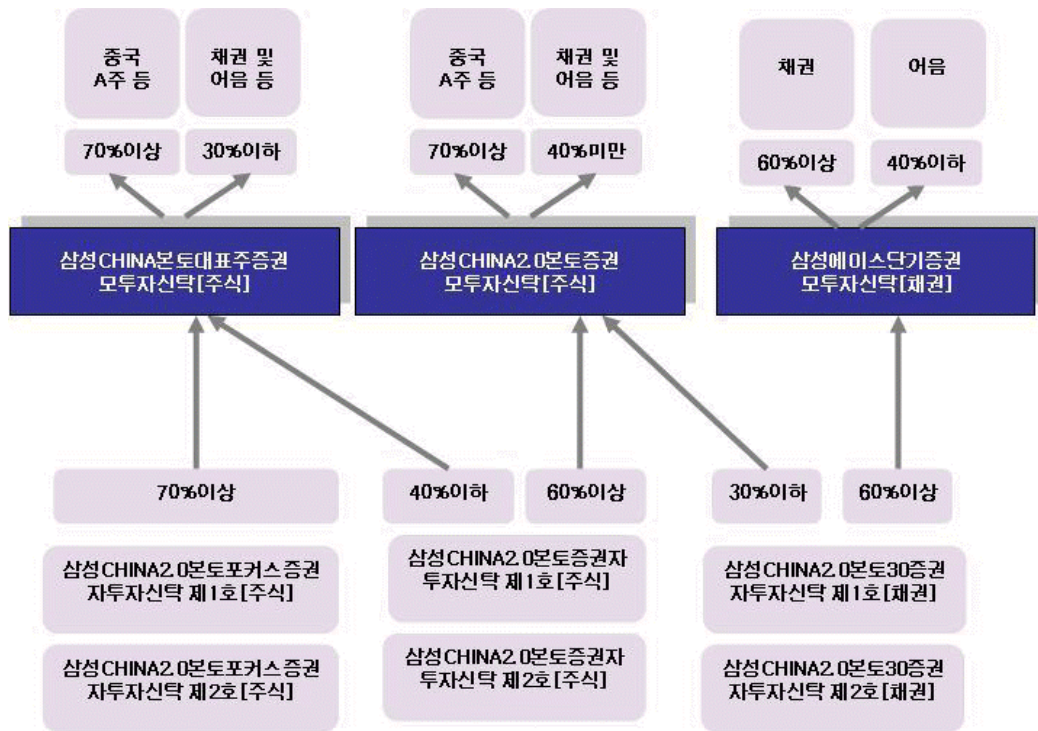 중국
A주 등
채권 및
어음 등
중국
A주 등
채권 및
어음 등
채권
어음
70%이상
30%이하
70%이상
40%미만
60%이상
40%이하
삼성CHINA본토대표주증권
모투자신탁[주식]
삼성CHINA2.0본토증권
모투자신탁[주식]
삼성에이스단기증권
모투자신탁[채권]
70%이상
40%이하
60%이상
30%이하
60%이상
삼성CHINA2.0본토포커스증권
자투자신탁 제1호[주식]
삼성CHINA2.0본토증권자
투자신탁 제1호[주식]
삼성CHINA2.0본토30증권
자투자신탁 제1호[채권]
삼성CHINA2.0본토포커스증권
자투자신탁 제2호[주식]
삼성CHINA2.0본토증권자
투자신탁 제2호[주식]
삼성CHINA2.0본토30증권
자투자신탁 제2호[채권]